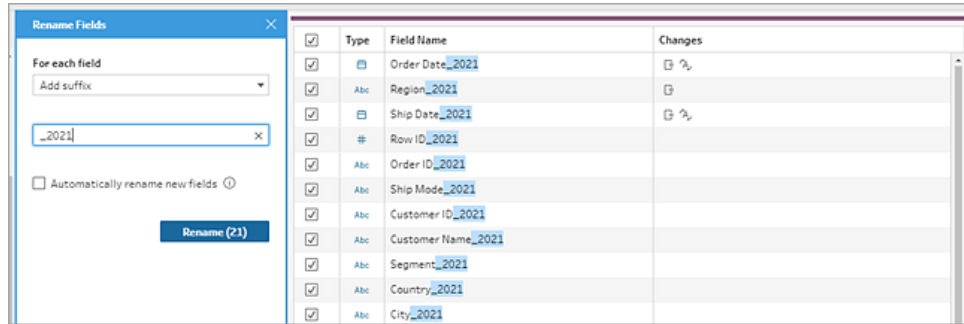 Rename Fields
For each field
Add suffix
_2021
Automatically rename new fields
Rename (21)
Type Field Name Changes
Order Date_2021
Abc Region_2021
Ship Date_2021
# Row ID_2021
Abc Order ID_2021
Abc Ship Mode_2021
Abc Customer ID_2021
Abc Customer Name_2021
Abc Segment_2021
Abc Country_2021
Abc City_2021